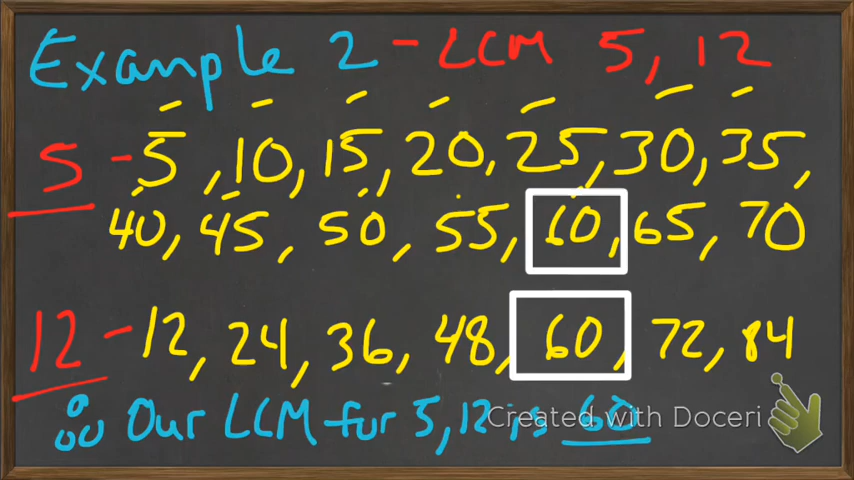 Example 2 - LCM 5, 12
5 - 5, 10, 15, 20, 25, 30, 35,
40, 45, 50, 55, 60, 65, 70
12 - 12, 24, 36, 48, 60, 72, 84
∴ Our LCM for 5, 12 is 60
Created with Doceri